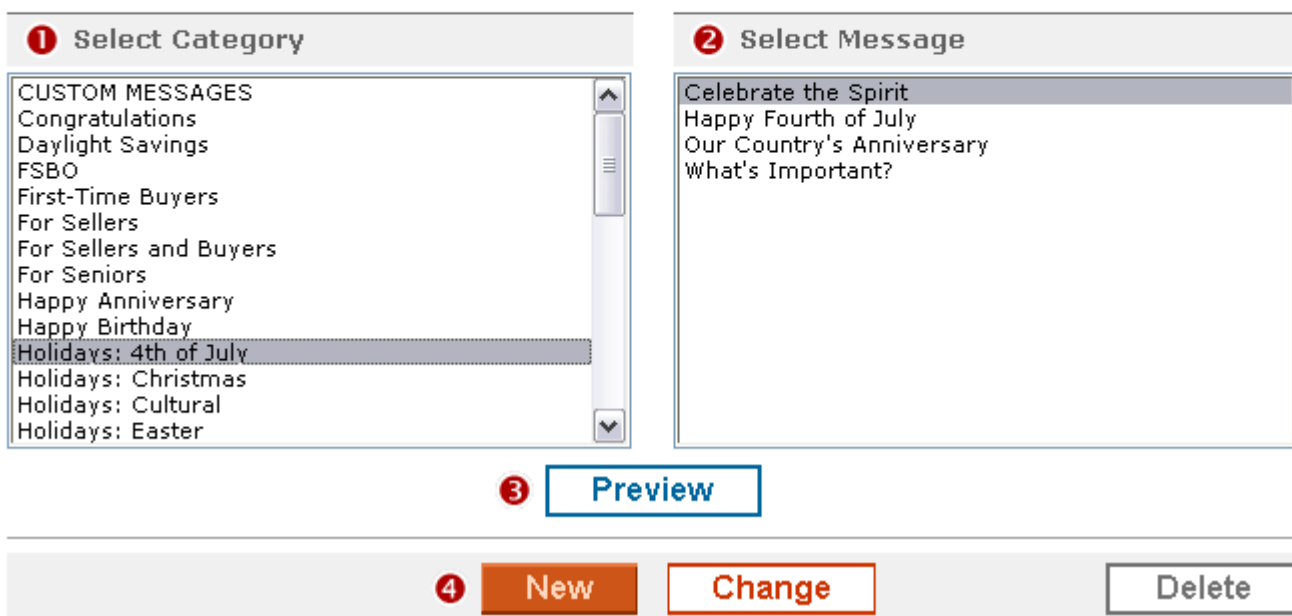 1 Select Category
CUSTOM MESSAGES
Congratulations
Daylight Savings
FSBO
First-Time Buyers
For Sellers
For Sellers and Buyers
For Seniors
Happy Anniversary
Happy Birthday
Holidays: 4th of July
Holidays: Christmas
Holidays: Cultural
Holidays: Easter
2 Select Message
Celebrate the Spirit
Happy Fourth of July
Our Country's Anniversary
What's Important?
3 Preview
4 New Change Delete